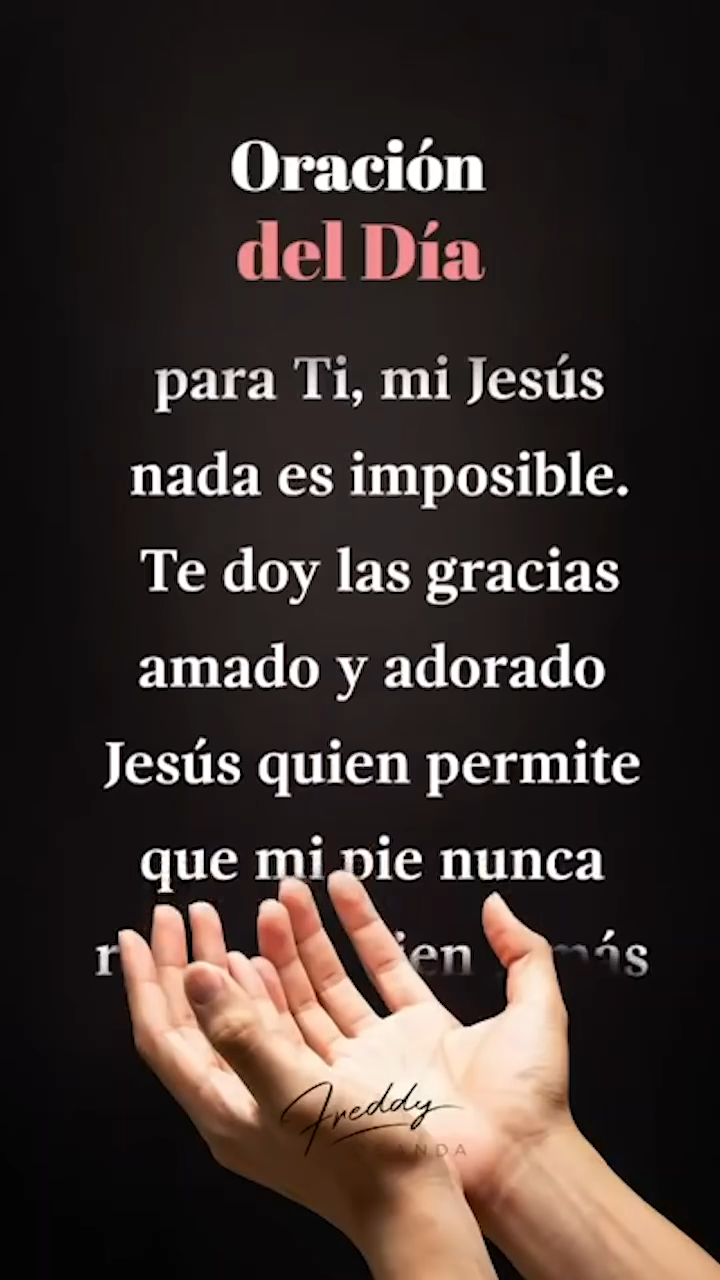 Oración
del Día
para Ti, mi Jesús
nada es imposible.
Te doy las gracias
amado y adorado
Jesús quien permite
que mi pie nunca
Freddy